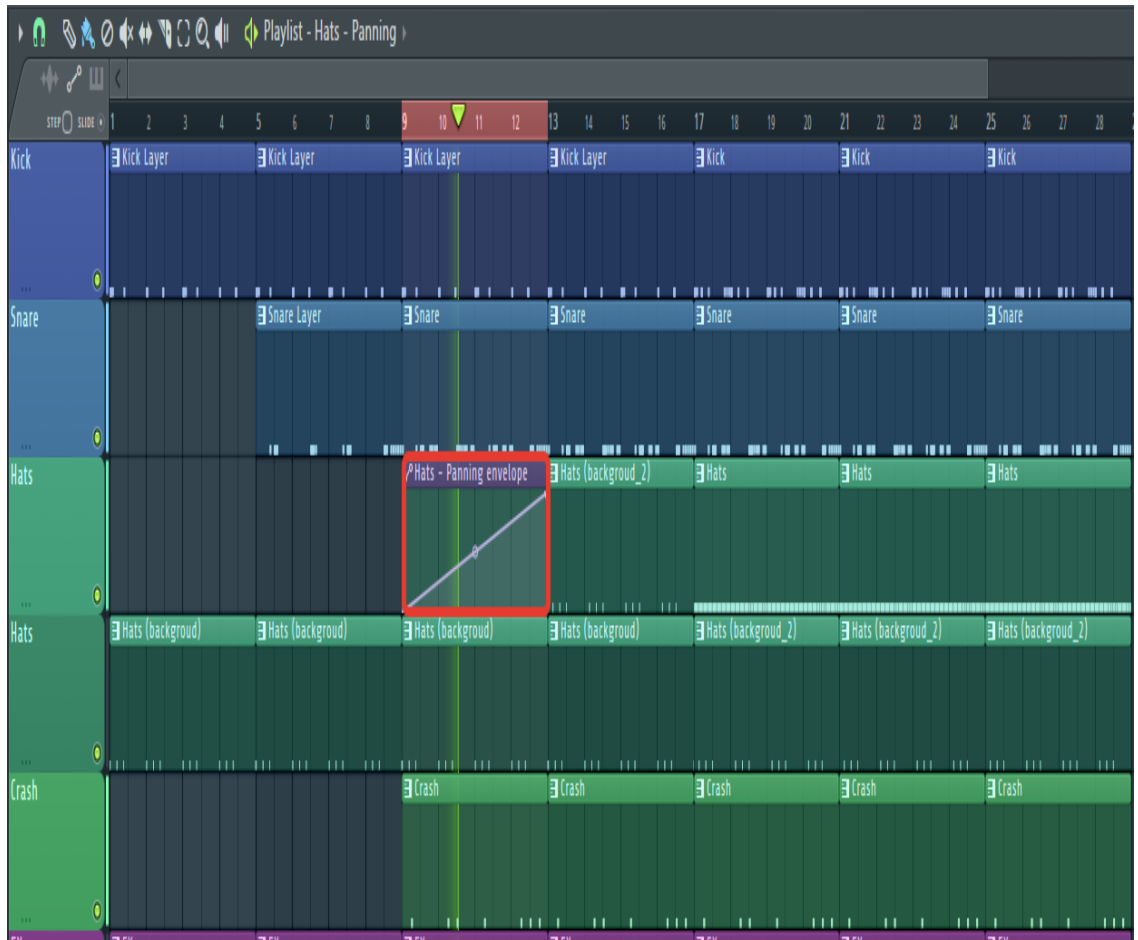 Playlist - Hats - Panning
STEP SLIDE 1 2 3 4 5 6 7 8 9 10 11 12 13 14 15 16 17 18 19 20 21 22 23 24 25 26 27 28
Kick Kick Layer Kick Layer Kick Layer Kick Layer Kick Kick Kick
Snare Snare Layer Snare Snare Snare Snare Snare
Hats Hats - Panning envelope Hats (backgroud_2) Hats Hats Hats
Hats Hats (backgroud) Hats (backgroud) Hats (backgroud) Hats (backgroud) Hats (backgroud_2) Hats (backgroud_2) Hats (backgroud_2)
Crash Crash Crash Crash Crash Crash